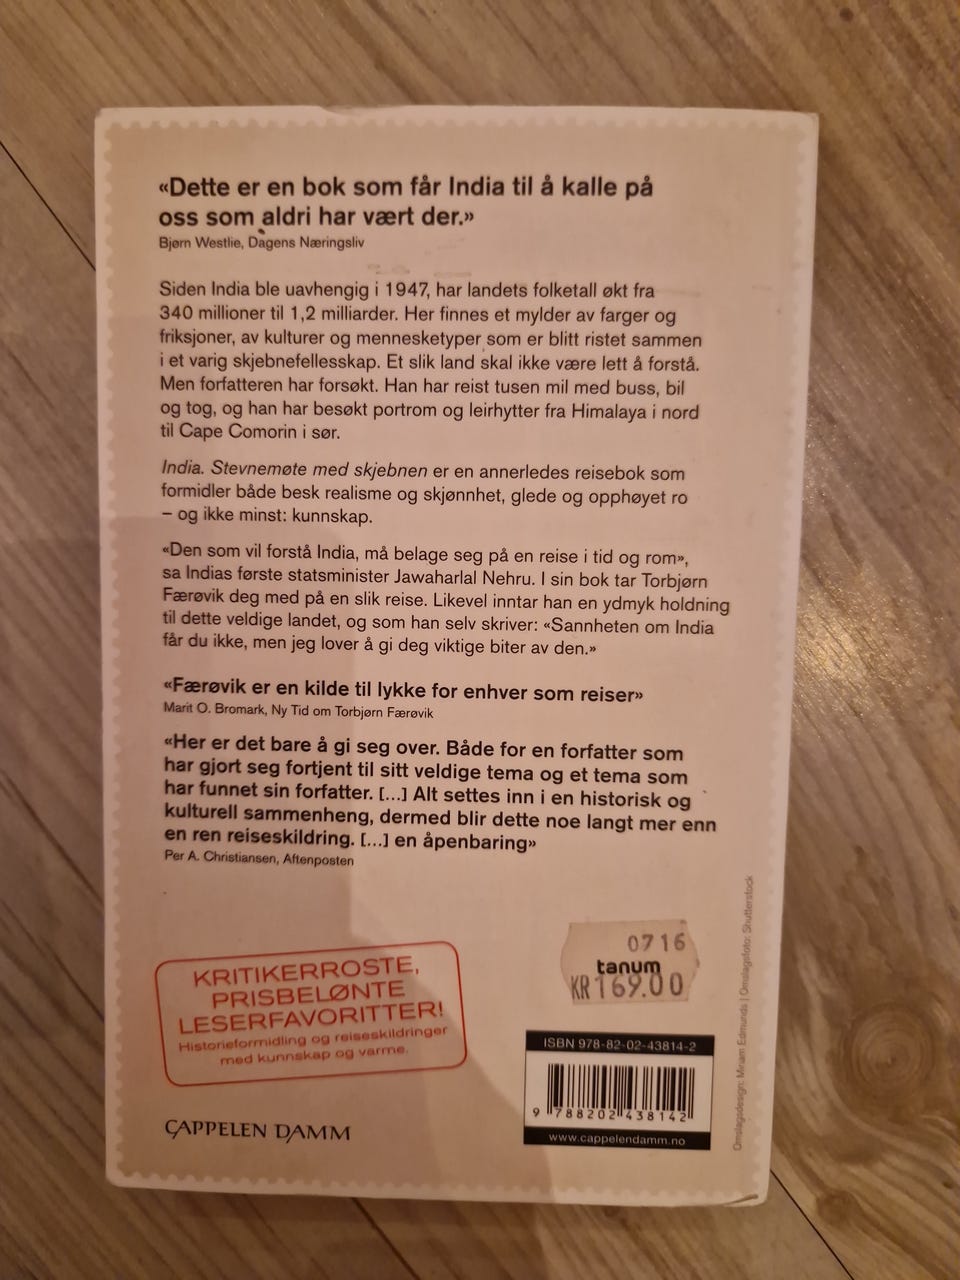 «Dette er en bok som får India til å kalle på
oss som aldri har vært der.»
Bjørn Westlie, Dagens Næringsliv
Siden India ble uavhengig i 1947, har landets folketall økt fra
340 millioner til 1,2 milliarder. Her finnes et mylder av farger og
friksjoner, av kulturer og mennesketyper som er blitt ristet sammen
i et varig skjebnefellesskap. Et slik land skal ikke være lett å forstå.
Men forfatteren har forsøkt. Han har reist tusen mil med buss, bil
og tog, og han har besøkt portrom og leirhytter fra Himalaya i nord
til Cape Comorin i sør.
India. Stevnemøte med skjebnen er en annerledes reisebok som
formidler både besk realisme og skjønnhet, glede og opphøyet ro
– og ikke minst: kunnskap.
«Den som vil forstå India, må belage seg på en reise i tid og rom»,
sa Indias første statsminister Jawaharlal Nehru. I sin bok tar Torbjørn
Færøvik deg med på en slik reise. Likevel inntar han en ydmyk holdning
til dette veldige landet, og som han selv skriver: «Sannheten om India
får du ikke, men jeg lover å gi deg viktige biter av den.»
«Færøvik er en kilde til lykke for enhver som reiser»
Marit O. Bromark, Ny Tid om Torbjørn Færøvik
«Her er det bare å gi seg over. Både for en forfatter som
har gjort seg fortjent til sitt veldige tema og et tema som
har funnet sin forfatter. [...] Alt settes inn i en historisk og
kulturell sammenheng, dermed blir dette noe langt mer enn
en ren reiseskildring. [...] en åpenbaring»
Per A. Christiansen, Aftenposten
KRITIKERROSTE,
PRISBELØNTE
LESERFAVORITTER!
Historieformidling og reiseskildringer
med kunnskap og varme.
CAPPELEN DAMM
0716
tanum
KR 169.00
ISBN 978-82-02-43814-2
9 788202 438142
www.cappelendamm.no
Omslagsdesign: Miriam Edmunds | Omslagsfoto: Shutterstock